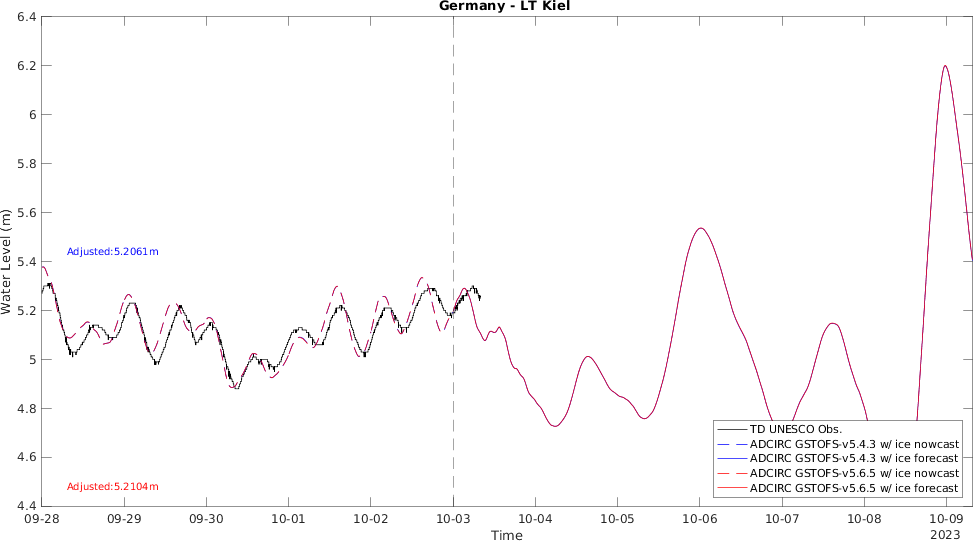 Germany - LT Kiel
6.4
6.2
6
5.8
5.6
5.4
5.2
5
4.8
4.6
4.4
Water Level (m)
Adjusted:5.2061m
Adjusted:5.2104m
TD UNESCO Obs.
ADCIRC GSTOFS-v5.4.3 w/ ice nowcast
ADCIRC GSTOFS-v5.4.3 w/ ice forecast
ADCIRC GSTOFS-v5.6.5 w/ ice nowcast
ADCIRC GSTOFS-v5.6.5 w/ ice forecast
09-28 09-29 09-30 10-01 10-02 10-03 10-04 10-05 10-06 10-07 10-08 10-09
2023
Time